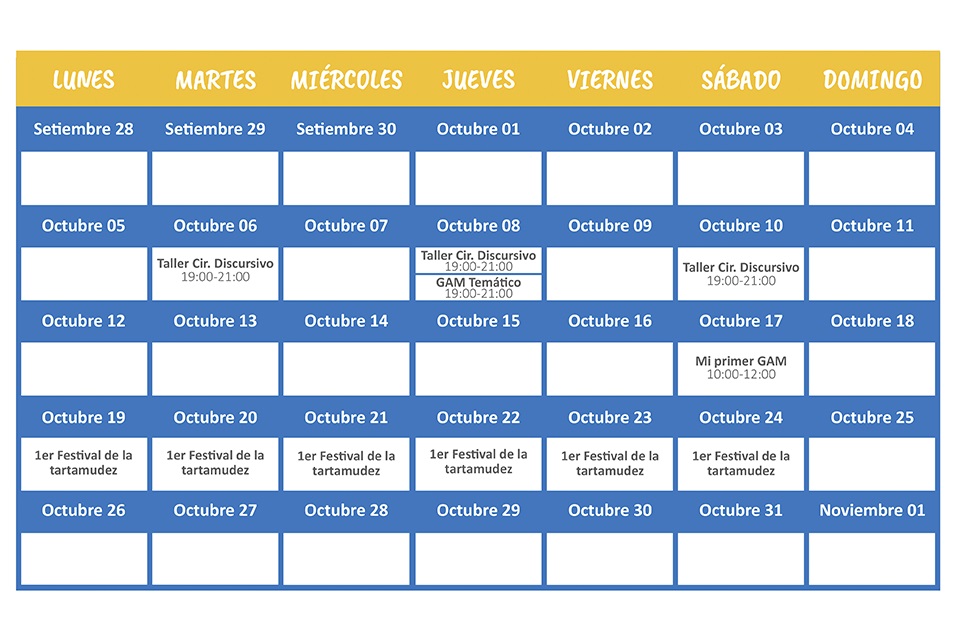 LUNES MARTES MIÉRCOLES JUEVES VIERNES SÁBADO DOMINGO
Setiembre 28 Setiembre 29 Setiembre 30 Octubre 01 Octubre 02 Octubre 03 Octubre 04
Octubre 05 Octubre 06 Octubre 07 Octubre 08 Octubre 09 Octubre 10 Octubre 11
Taller Cir. Discursivo
19:00-21:00
Taller Cir. Discursivo
19:00-21:00
GAM Temático
19:00-21:00
Taller Cir. Discursivo
19:00-21:00
Octubre 12 Octubre 13 Octubre 14 Octubre 15 Octubre 16 Octubre 17 Octubre 18
Mi primer GAM
10:00-12:00
Octubre 19 Octubre 20 Octubre 21 Octubre 22 Octubre 23 Octubre 24 Octubre 25
1er Festival de la
tartamudez
1er Festival de la
tartamudez
1er Festival de la
tartamudez
1er Festival de la
tartamudez
1er Festival de la
tartamudez
1er Festival de la
tartamudez
Octubre 26 Octubre 27 Octubre 28 Octubre 29 Octubre 30 Octubre 31 Noviembre 01